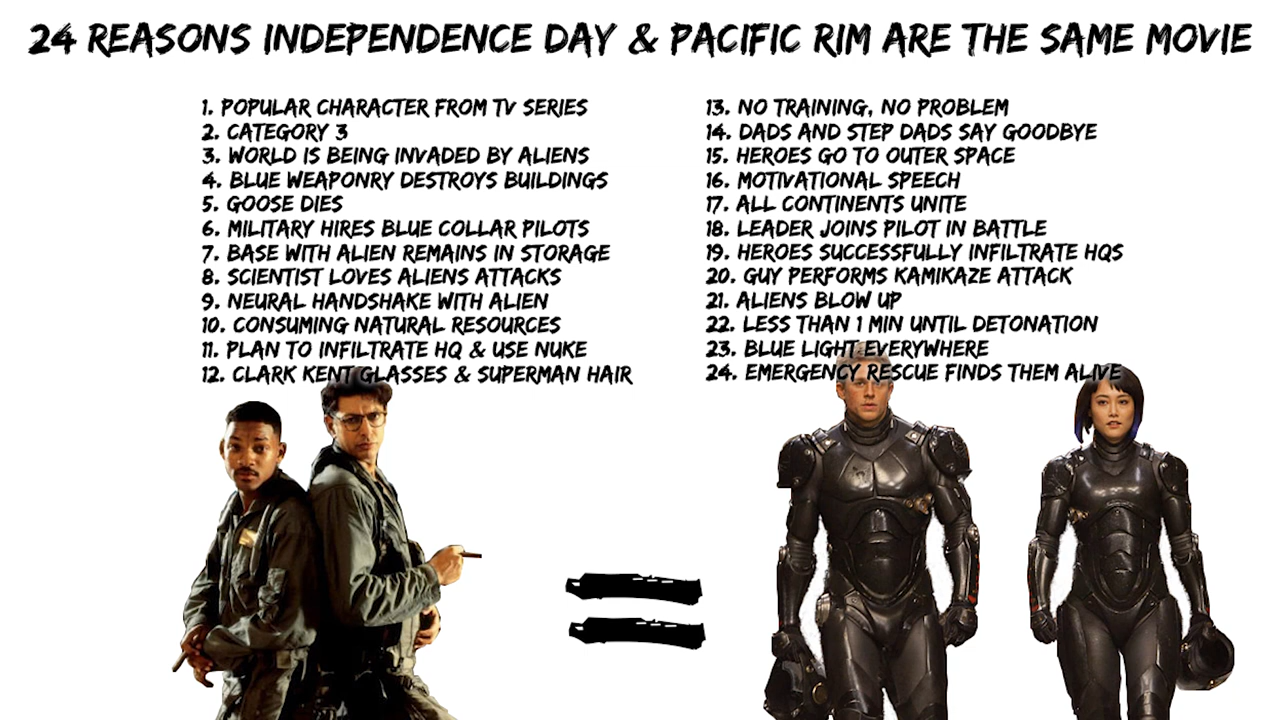 24 REASONS INDEPENDENCE DAY & PACIFIC RIM ARE THE SAME MOVIE
1. POPULAR CHARACTER FROM TV SERIES
2. CATEGORY 3
3. WORLD IS BEING INVADED BY ALIENS
4. BLUE WEAPONRY DESTROYS BUILDINGS
5. GOOSE DIES
6. MILITARY HIRES BLUE COLLAR PILOTS
7. BASE WITH ALIEN REMAINS IN STORAGE
8. SCIENTIST LOVES ALIENS ATTACKS
9. NEURAL HANDSHAKE WITH ALIEN
10. CONSUMING NATURAL RESOURCES
11. PLAN TO INFILTRATE HQ & USE NUKE
12. CLARK KENT GLASSES & SUPERMAN HAIR
13. NO TRAINING, NO PROBLEM
14. DADS AND STEP DADS SAY GOODBYE
15. HEROES GO TO OUTER SPACE
16. MOTIVATIONAL SPEECH
17. ALL CONTINENTS UNITE
18. LEADER JOINS PILOT IN BATTLE
19. HEROES SUCCESSFULLY INFILTRATE HQS
20. GUY PERFORMS KAMIKAZE ATTACK
21. ALIENS BLOW UP
22. LESS THAN 1 MIN UNTIL DETONATION
23. BLUE LIGHT EVERYWHERE
24. EMERGENCY RESCUE FINDS THEM ALIVE
=